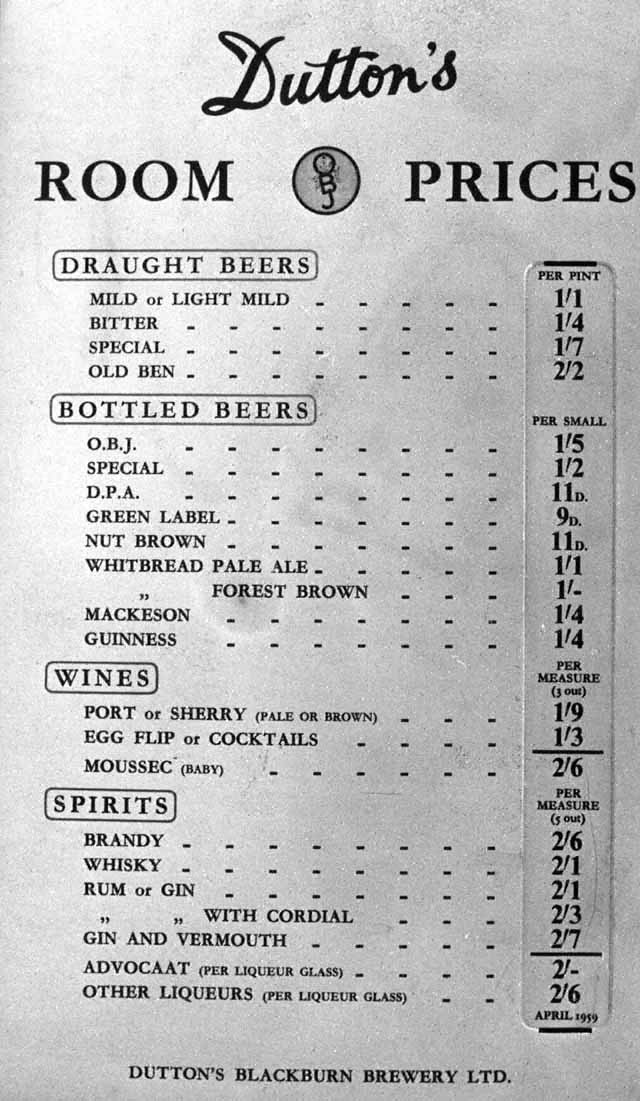 Dutton's
ROOM OBJ PRICES
DRAUGHT BEERS
PER PINT
MILD or LIGHT MILD - - - - - 1/1
BITTER - - - - - - - - 1/4
SPECIAL - - - - - - - - 1/7
OLD BEN - - - - - - - - 2/2
BOTTLED BEERS
PER SMALL
O.B.J. - - - - - - - - 1/5
SPECIAL - - - - - - - - 1/2
D.P.A. - - - - - - - - 11D.
GREEN LABEL - - - - - - - 9D.
NUT BROWN - - - - - - - 11D.
WHITBREAD PALE ALE - - - - - 1/1
„ FOREST BROWN - - - 1/-
MACKESON - - - - - - - 1/4
GUINNESS - - - - - - - 1/4
WINES
PER
MEASURE
(3 out)
PORT or SHERRY (PALE OR BROWN) - - - 1/9
EGG FLIP or COCKTAILS - - - - 1/3
MOUSSEC (BABY) - - - - - - 2/6
SPIRITS
PER
MEASURE
(5 out)
BRANDY - - - - - - - - 2/6
WHISKY - - - - - - - - 2/1
RUM or GIN - - - - - - - 2/1
„ „ WITH CORDIAL - - - 2/3
GIN AND VERMOUTH - - - - - 2/7
ADVOCAAT (PER LIQUEUR GLASS) - - - - 2/-
OTHER LIQUEURS (PER LIQUEUR GLASS) - - 2/6
APRIL 1959
DUTTON'S BLACKBURN BREWERY LTD.